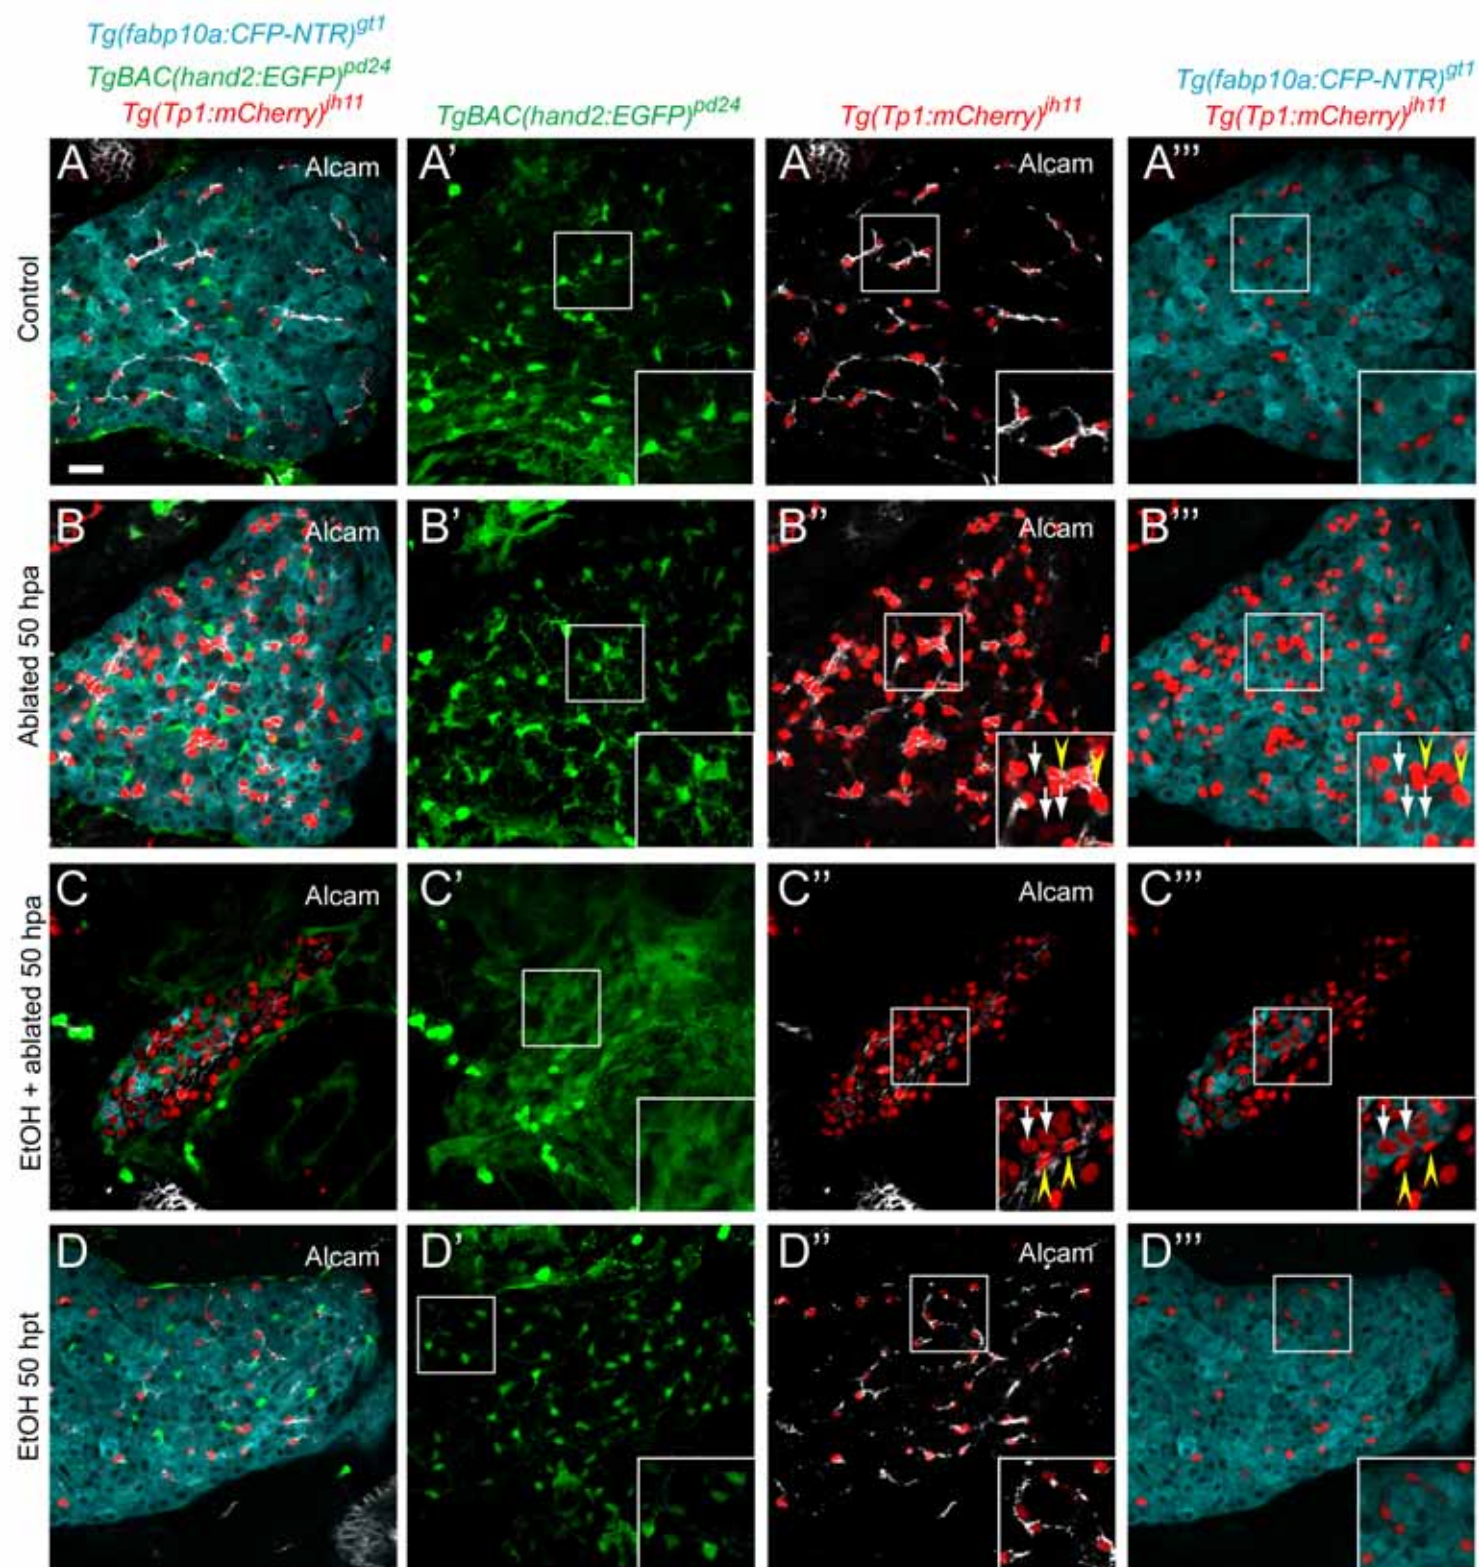 Tg(fabp10a:CFP-NTR)gt1
TgBAC(hand2:EGFP)pd24
Tg(Tp1:mCherry)jh11
TgBAC(hand2:EGFP)pd24
Tg(Tp1:mCherry)jh11
Tg(fabp10a:CFP-NTR)gt1
Tg(Tp1:mCherry)jh11
Control
A Alcam
A’
A’’ Alcam
A’’’
Ablated 50 hpa
B Alcam
B’
B’’ Alcam
B’’’
EtOH + ablated 50 hpa
C Alcam
C’
C’’ Alcam
C’’’
EtOH 50 hpt
D Alcam
D’
D’’ Alcam
D’’’